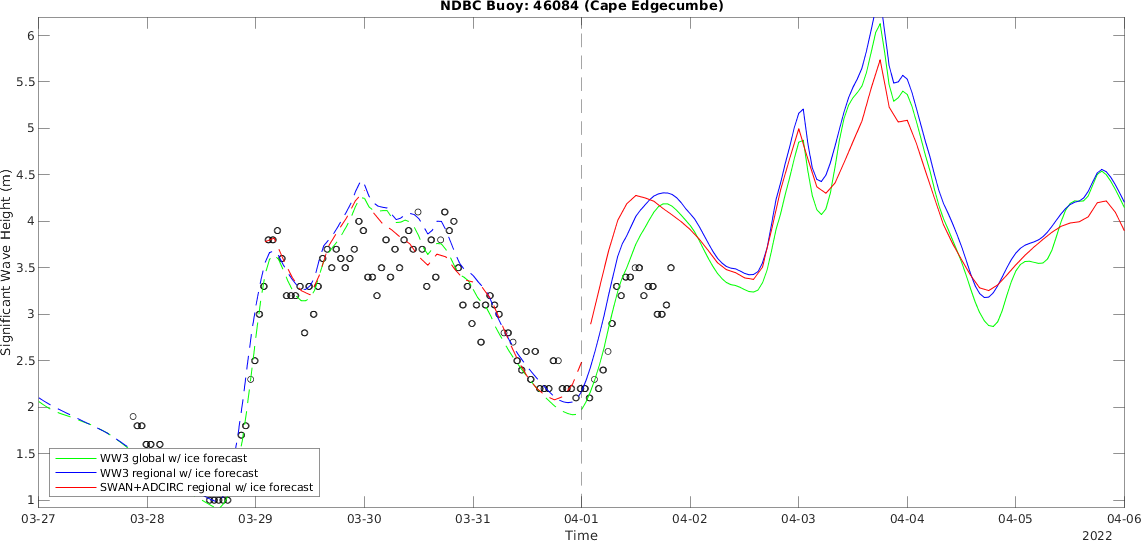 NDBC Buoy: 46084 (Cape Edgecumbe)
Significant Wave Height (m)
6
5.5
5
4.5
4
3.5
3
2.5
2
1.5
1
WW3 global w/ ice forecast
WW3 regional w/ ice forecast
SWAN+ADCIRC regional w/ ice forecast
03-27 03-28 03-29 03-30 03-31 04-01 04-02 04-03 04-04 04-05 04-06
Time
2022